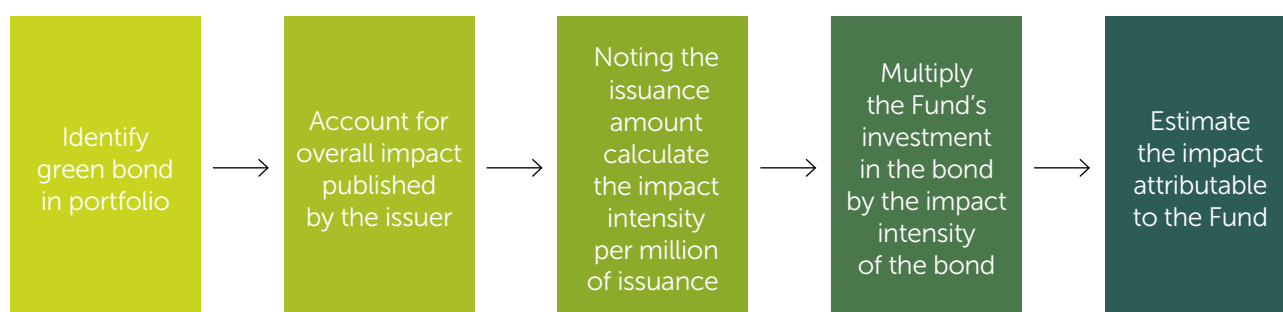 Identify
green bond
in portfolio
Account for
overall impact
published
by the issuer
Noting the
issuance
amount
calculate
the impact
intensity
per million
of issuance
Multiply
the Fund’s
investment
in the bond
by the impact
intensity
of the bond
Estimate
the impact
attributable
to the Fund